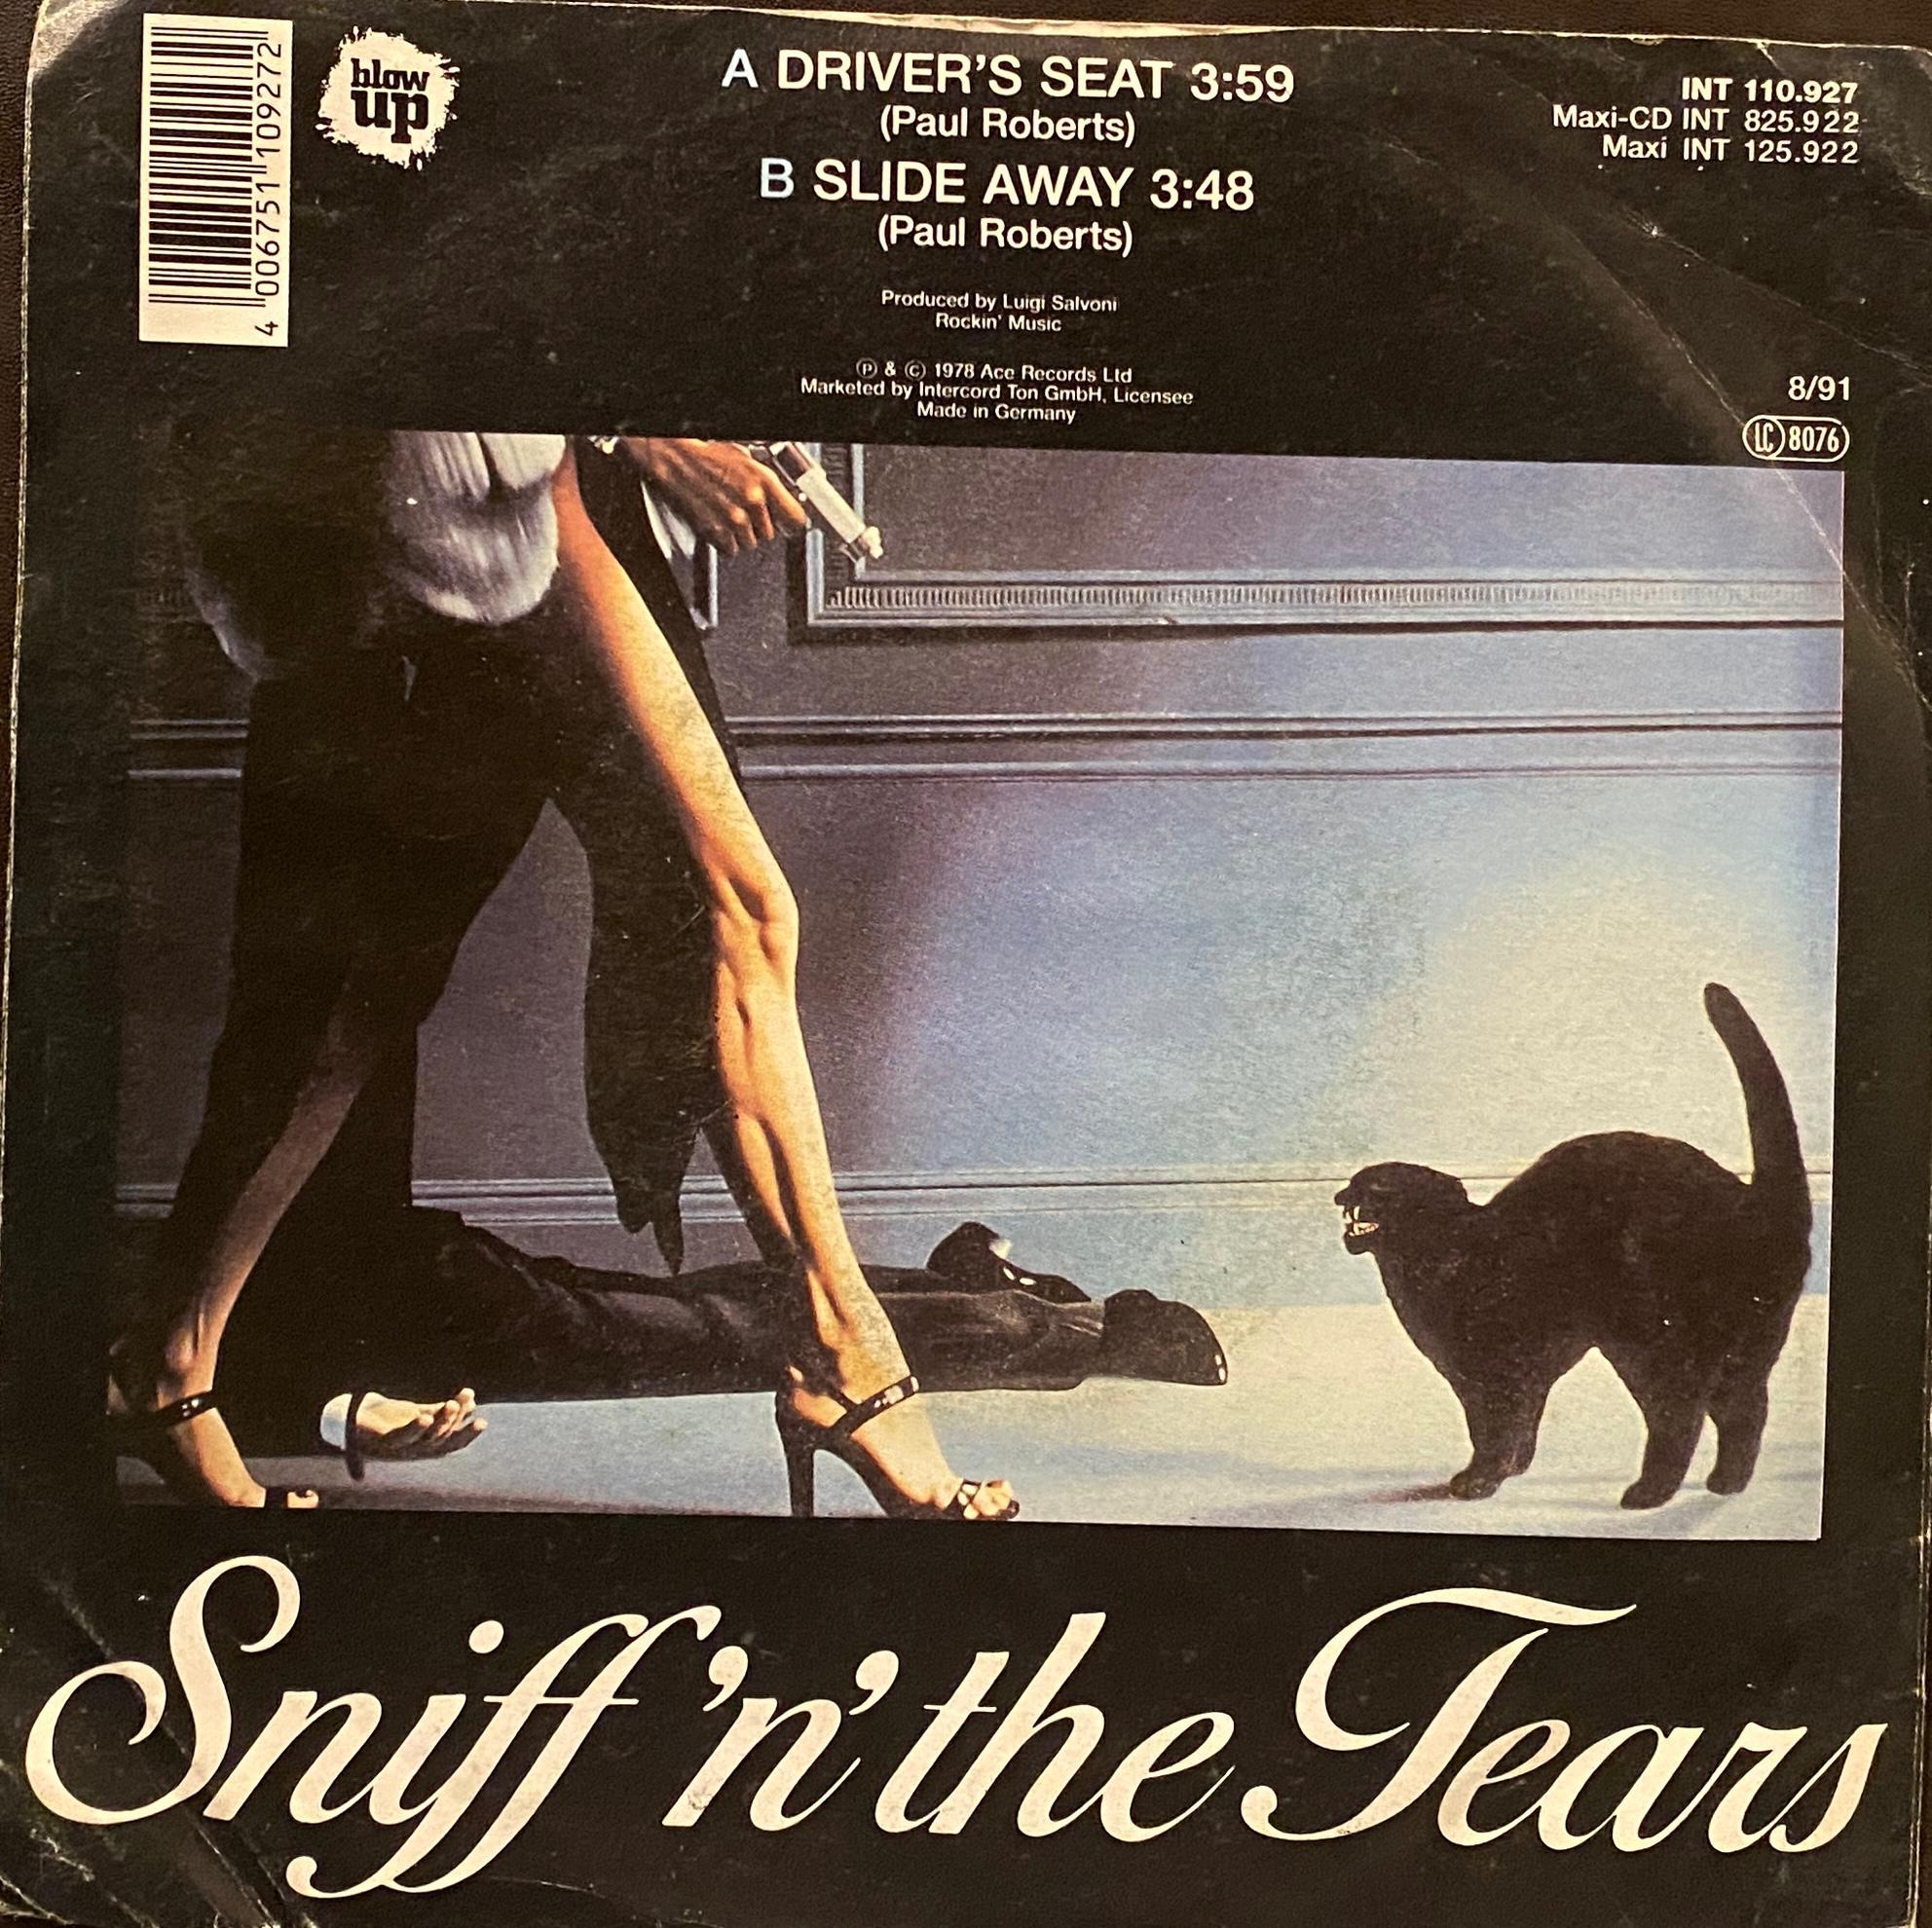 4 006751 109272
blow
up
A DRIVER'S SEAT 3:59
(Paul Roberts)
B SLIDE AWAY 3:48
(Paul Roberts)
Produced by Luigi Salvoni
Rockin' Music
Ⓟ & © 1978 Ace Records Ltd
Marketed by Intercord Ton GmbH, Licensee
Made in Germany
INT 110.927
Maxi-CD INT 825.922
Maxi INT 125.922
8/91
LC 8076
Sniff 'n' the Tears